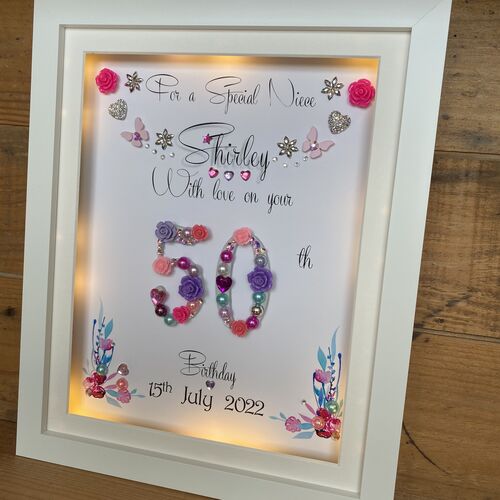 For a Special Niece
Shirley
With love on your
50th
Birthday
15th July 2022